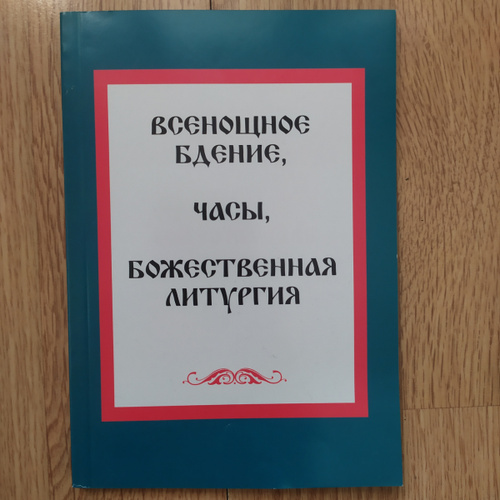 ВСЕНОЩНОЕ
БДЕНИЕ,
ЧАСЫ,
БОЖЕСТВЕННАЯ
ЛИТУРГИЯ